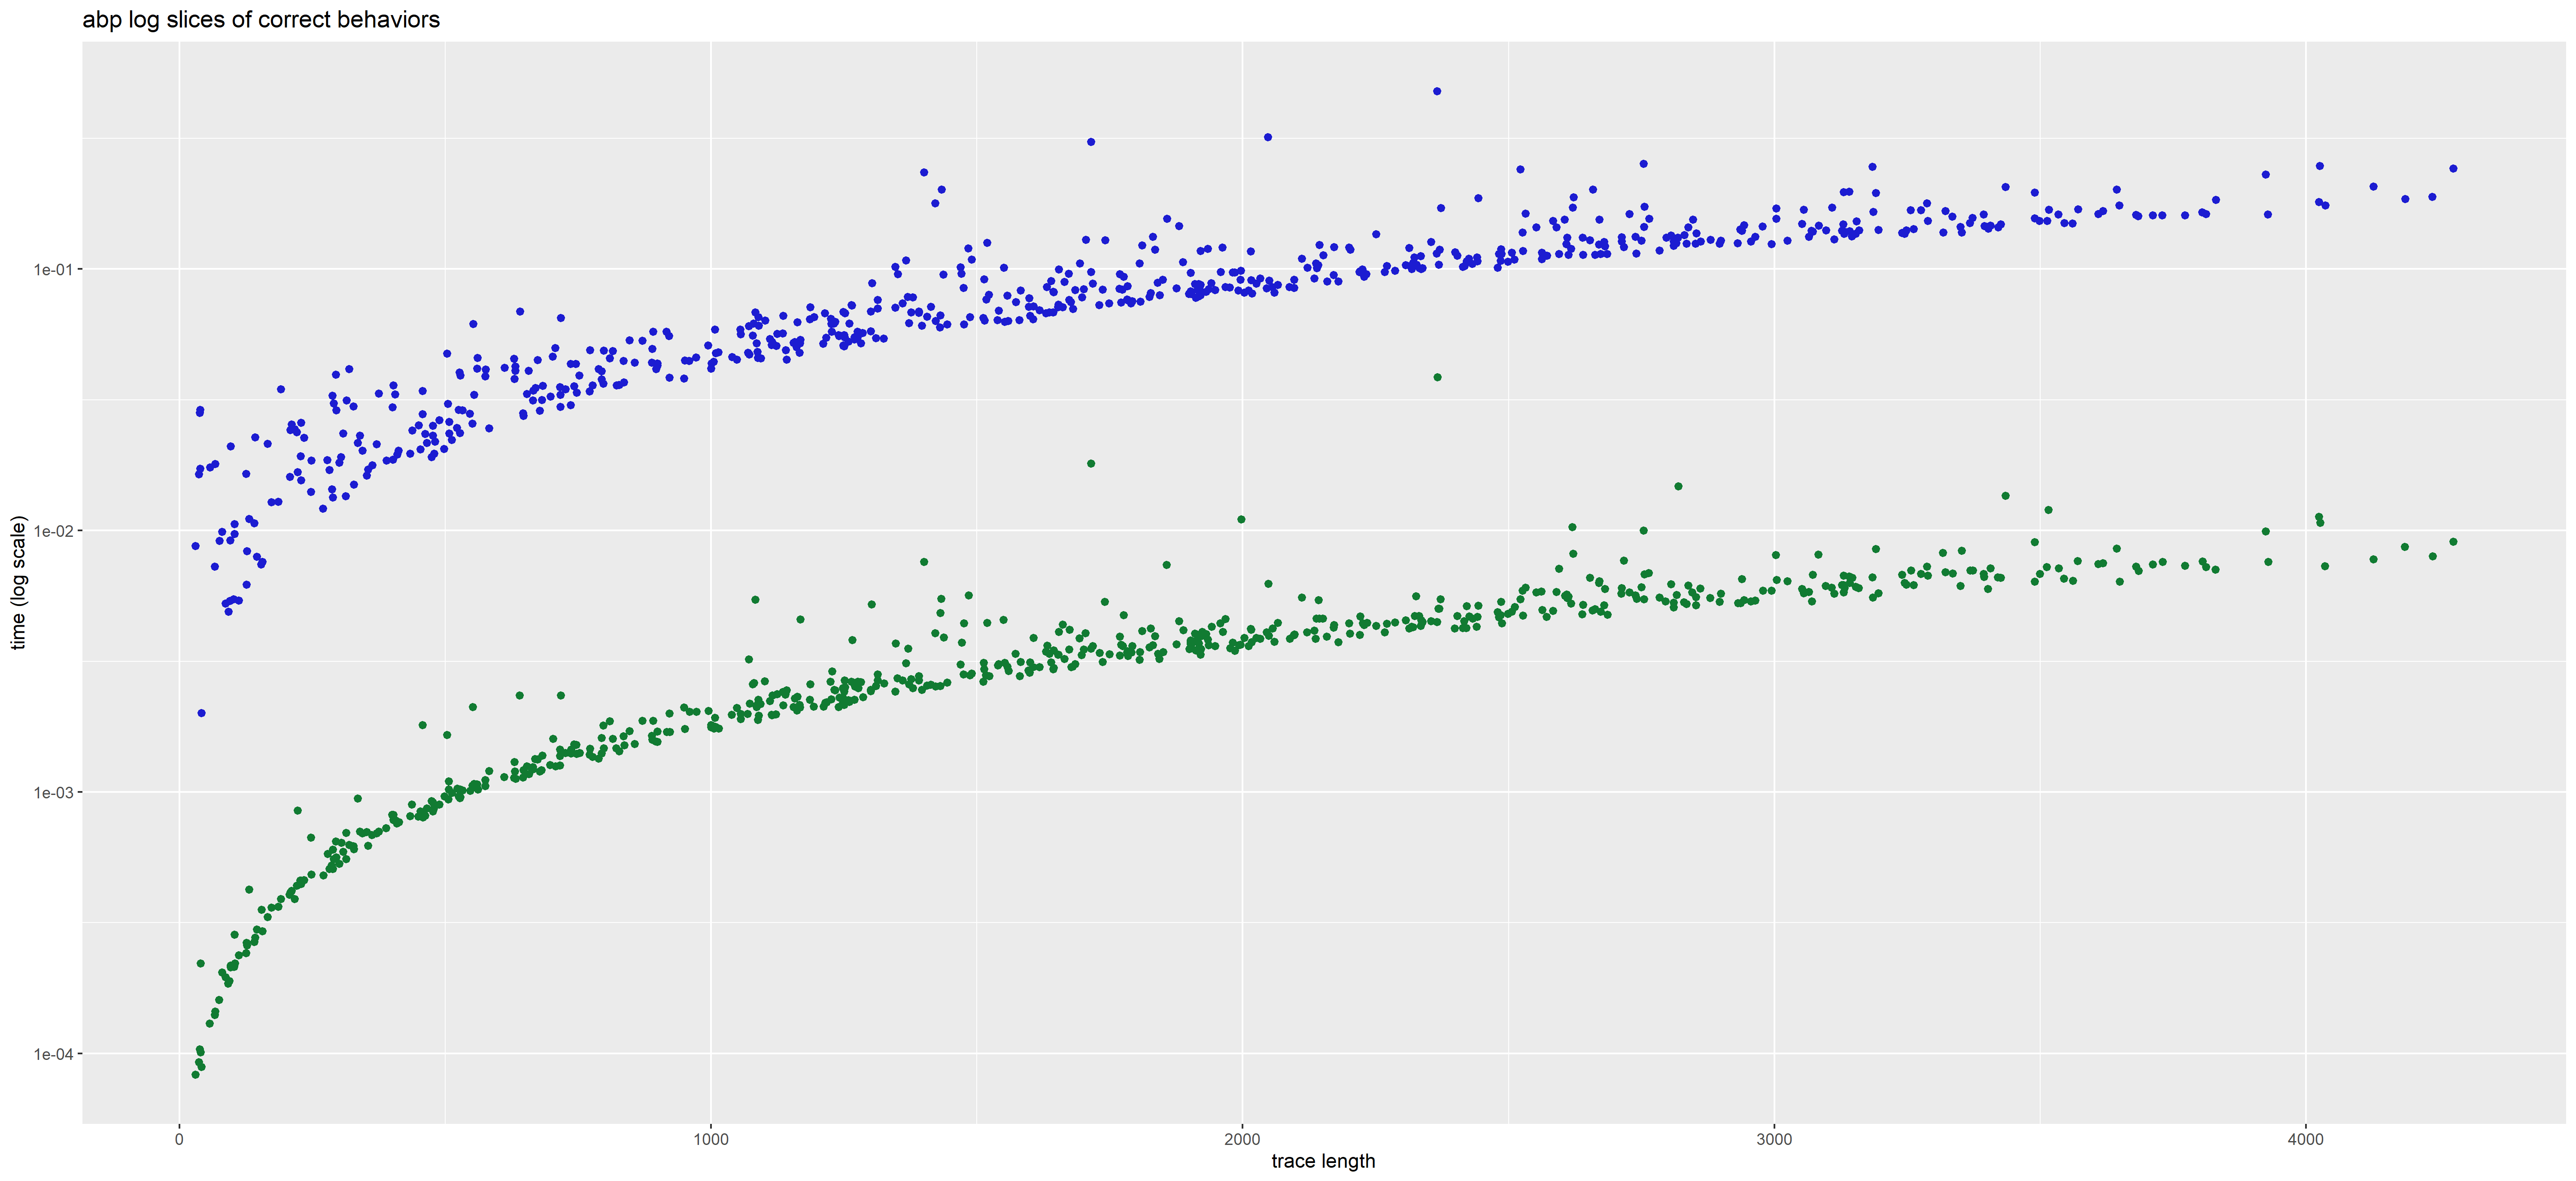 abp log slices of correct behaviors
time (log scale)
1e-01
1e-02
1e-03
1e-04
0
1000
2000
3000
4000
trace length